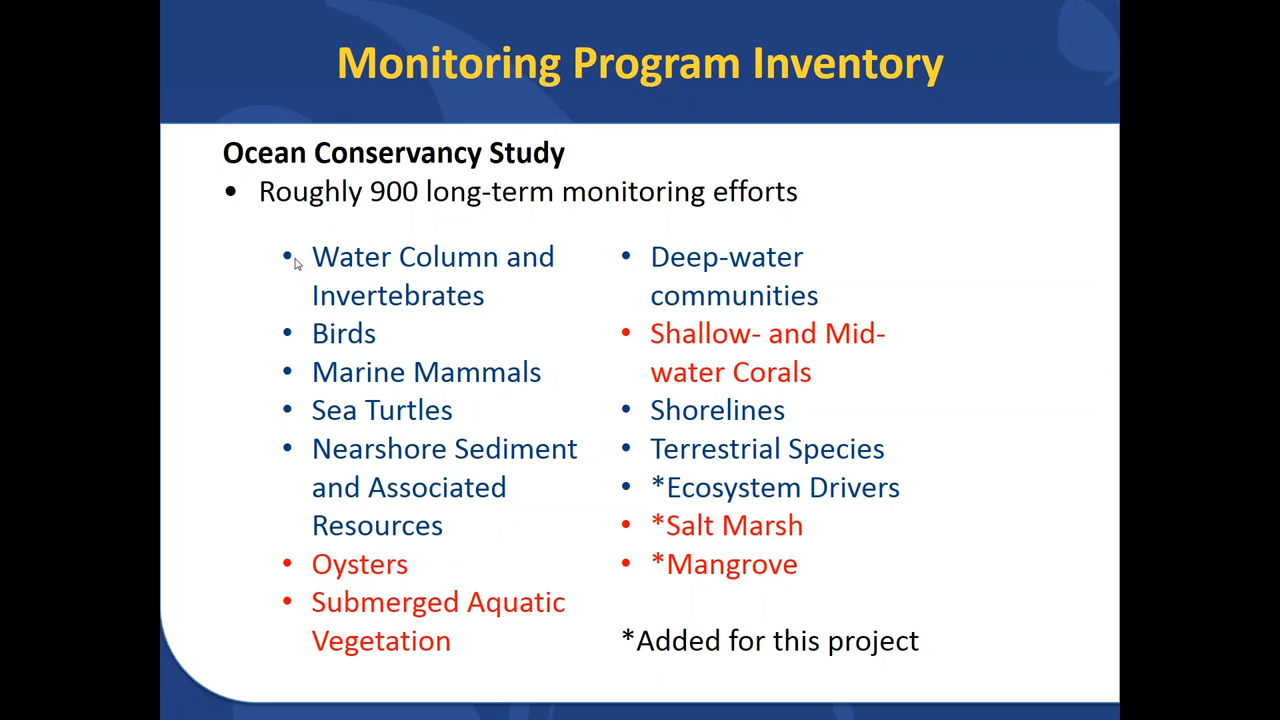 Monitoring Program Inventory
Ocean Conservancy Study
• Roughly 900 long-term monitoring efforts
• Water Column and
Invertebrates
• Birds
• Marine Mammals
• Sea Turtles
• Nearshore Sediment
and Associated
Resources
• Oysters
• Submerged Aquatic
Vegetation
• Deep-water
communities
• Shallow- and Mid-
water Corals
• Shorelines
• Terrestrial Species
• *Ecosystem Drivers
• *Salt Marsh
• *Mangrove
*Added for this project